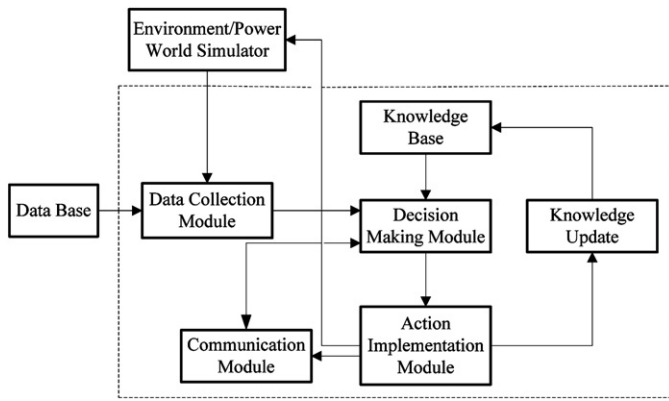 Environment/Power
World Simulator
Knowledge
Base
Data Base
Data Collection
Module
Decision
Making Module
Knowledge
Update
Communication
Module
Action
Implementation
Module